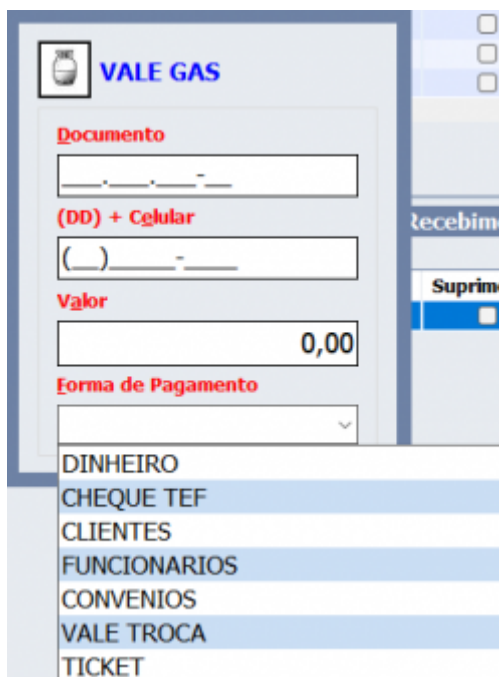 VALE GAS
Documento
___.___.___-__
(DD) + Celular
(__)_____-____
Valor
0,00
Forma de Pagamento
DINHEIRO
CHEQUE TEF
CLIENTES
FUNCIONARIOS
CONVENIOS
VALE TROCA
TICKET
Recebim
Suprim